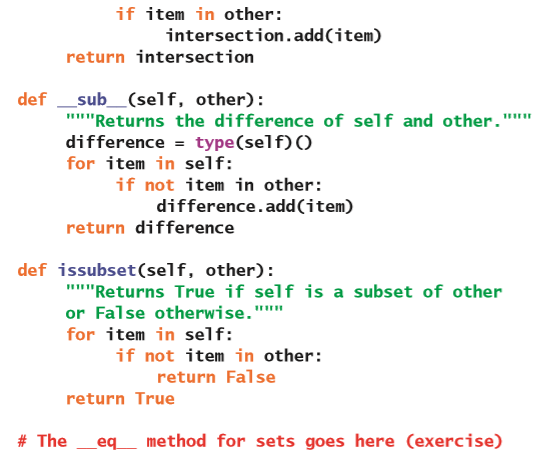 if item in other:
intersection.add(item)
return intersection
def __sub__(self, other):
"""Returns the difference of self and other."""
difference = type(self)()
for item in self:
if not item in other:
difference.add(item)
return difference
def issubset(self, other):
"""Returns True if self is a subset of other
or False otherwise."""
for item in self:
if not item in other:
return False
return True
# The __eq__ method for sets goes here (exercise)